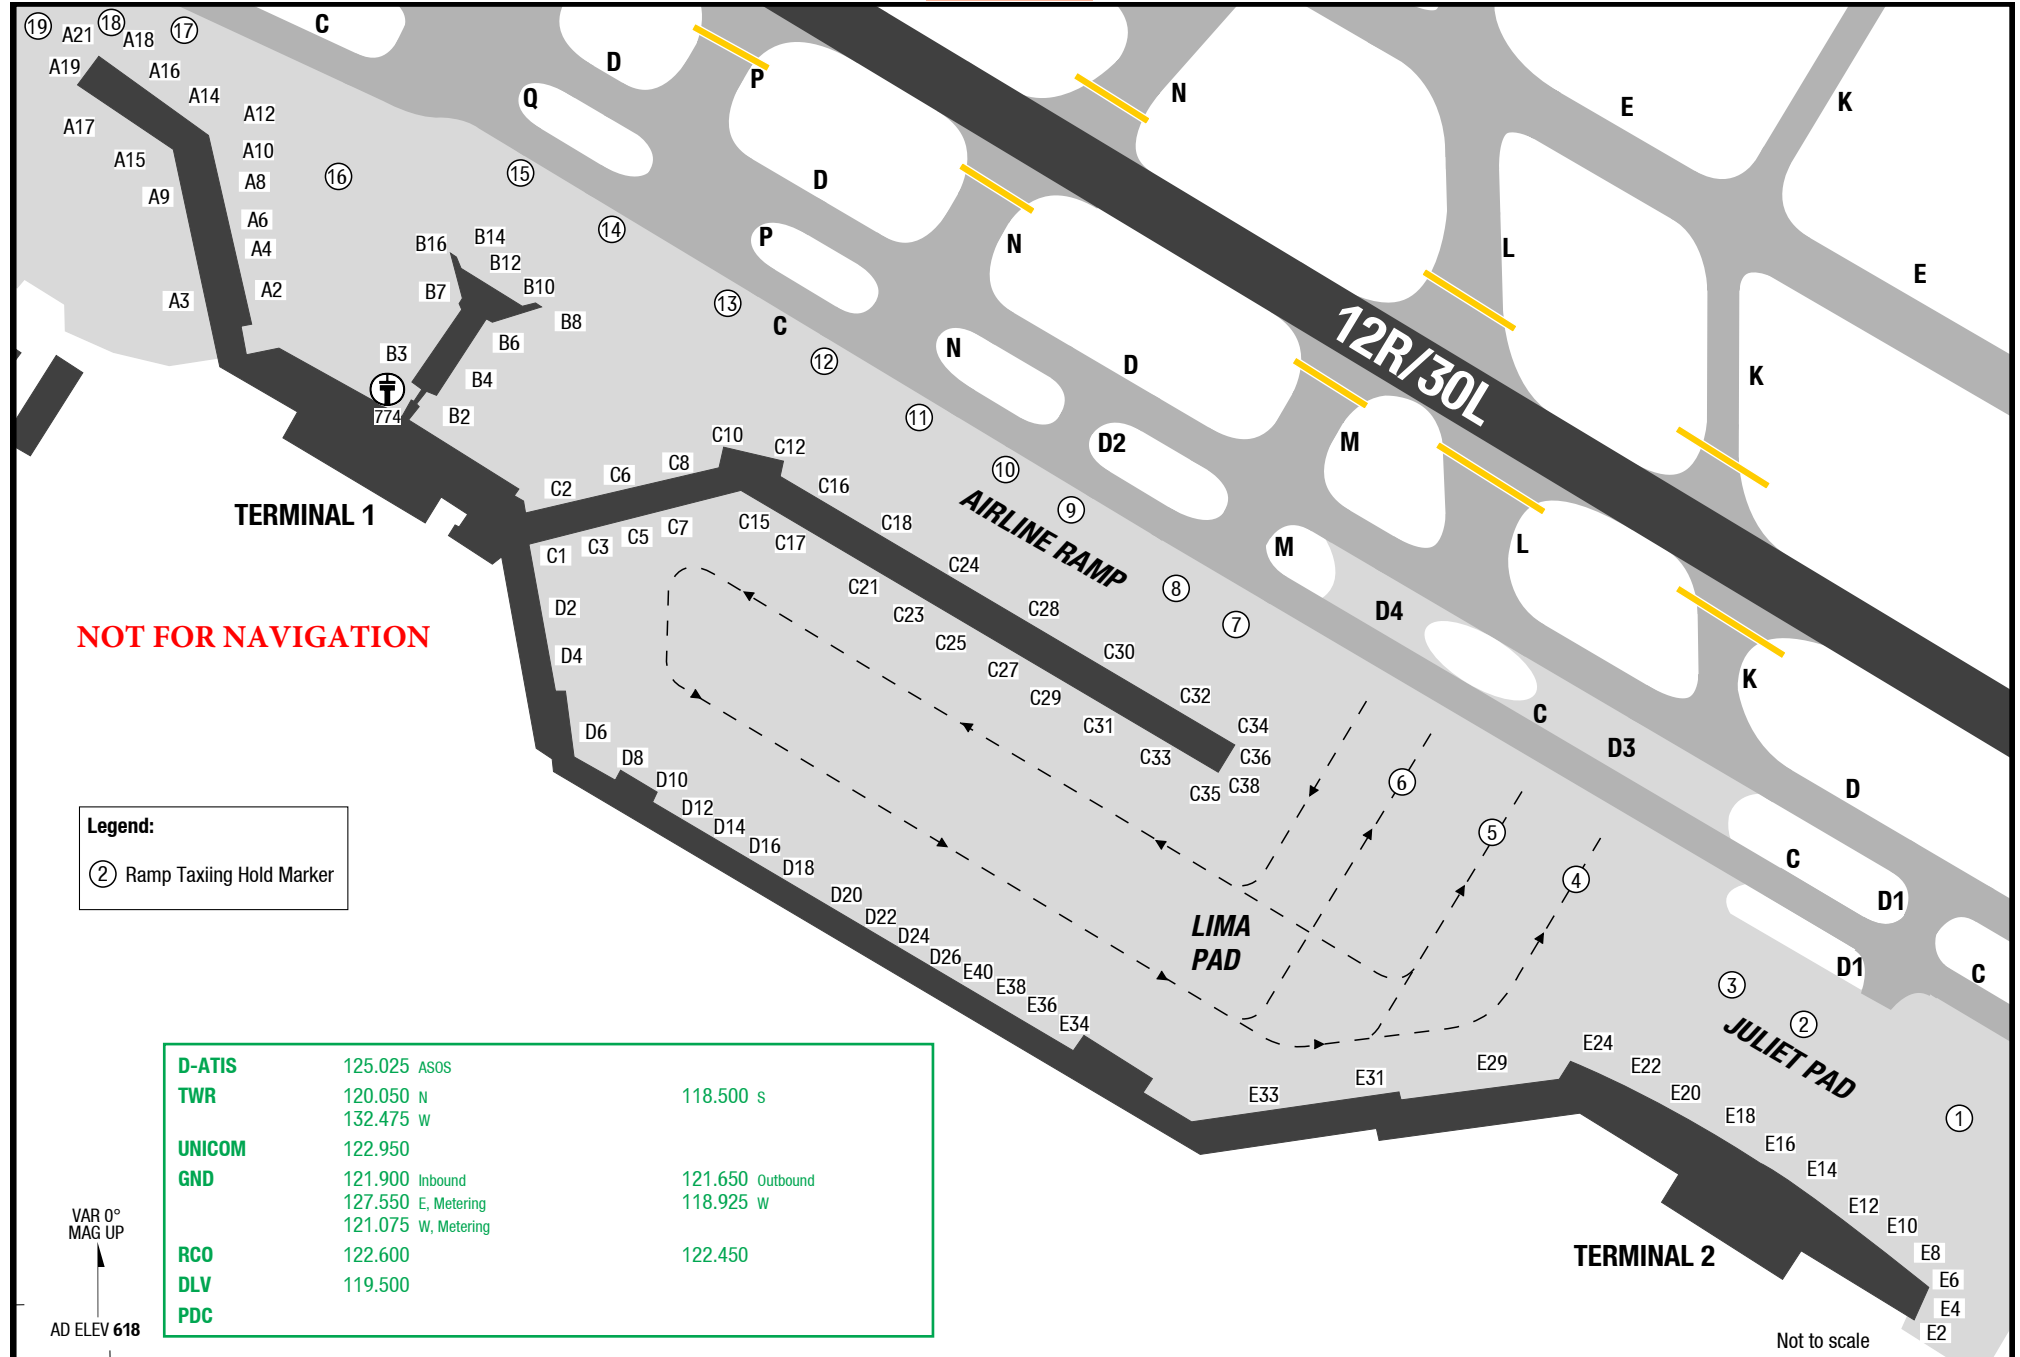 19
A21
18
A18
17
C
A19
A16
D
P
A14
Q
N
E
K
A12
A17
A10
A15
16
15
D
A8
A9
A6
14
A4
B16
B14
P
N
L
E
B12
A2
B7
B10
A3
13
B8
C
12R/30L
B3
B6
12
N
D
K
B4
774
B2
11
C10
C12
D2
M
C8
C6
10
C2
C16
TERMINAL 1
9
AIRLINE RAMP
C7
C15
C18
C5
C17
C3
C1
M
L
C24
C21
8
D2
C28
C23
7
D4
NOT FOR NAVIGATION
C25
D4
C30
C27
K
C29
C32
C31
C34
C
D6
C33
C36
D3
D8
D10
C35
C38
6
D
D12
Legend:
D14
5
2 Ramp Taxiing Hold Marker
D16
D18
4
C
D20
D1
D22
LIMA
PAD
D24
D26
D1
C
E40
E38
3
E36
E34
2
JULIET PAD
E24
E22
E29
E31
E33
E20
E18
1
E16
E14
E12
E10
E8
E6
E4
E2
TERMINAL 2
D-ATIS 125.025 ASOS
TWR 120.050 N 118.500 S
132.475 W
UNICOM 122.950
GND 121.900 Inbound 121.650 Outbound
127.550 E, Metering 118.925 W
121.075 W, Metering
RCO 122.600 122.450
DLV 119.500
PDC
VAR 0°
MAG UP
AD ELEV 618
Not to scale